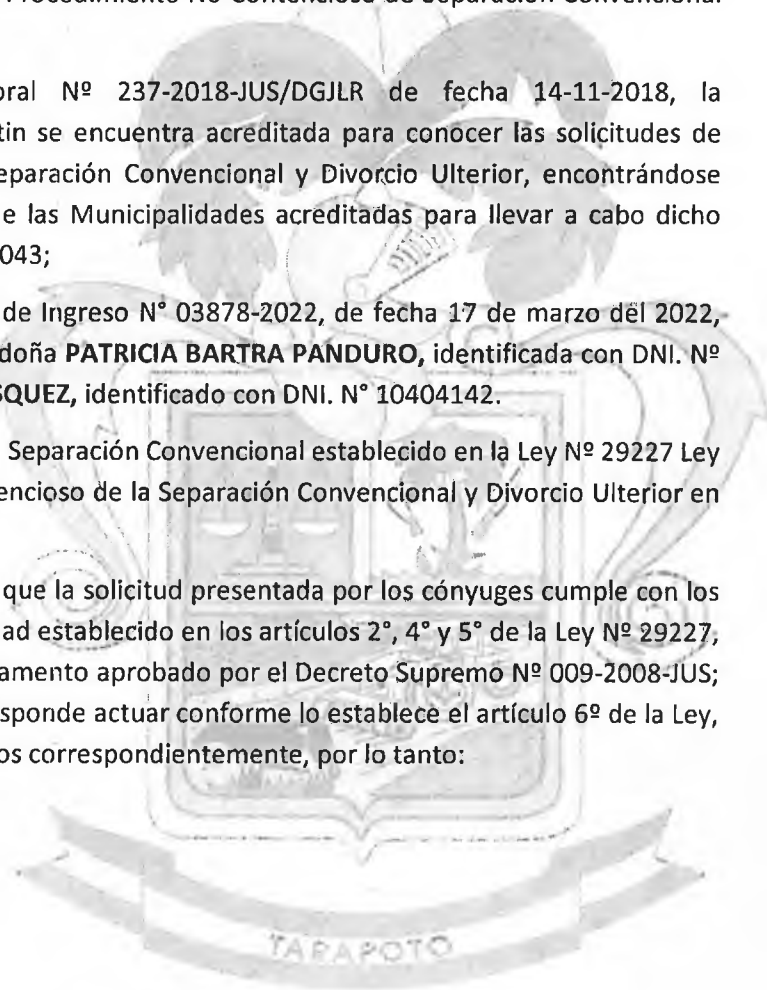 Procedimiento No Contencioso de Separación Convencional.
oral Nº 237-2018-JUS/DGJLR de fecha 14-11-2018, la
tin se encuentra acreditada para conocer las solicitudes de
eparación Convencional y Divorcio Ulterior, encontrándose
e las Municipalidades acreditadas para llevar a cabo dicho
043;
de Ingreso N° 03878-2022, de fecha 17 de marzo del 2022,
doña PATRICIA BARTRA PANDURO, identificada con DNI. Nº
SQUEZ, identificado con DNI. N° 10404142.
Separación Convencional establecido en la Ley Nº 29227 Ley
encioso de la Separación Convencional y Divorcio Ulterior en
que la solicitud presentada por los cónyuges cumple con los
ad establecido en los artículos 2°, 4° y 5° de la Ley Nº 29227,
amento aprobado por el Decreto Supremo Nº 009-2008-JUS;
sponde actuar conforme lo establece el artículo 6º de la Ley,
os correspondientemente, por lo tanto:
TARAPOTO